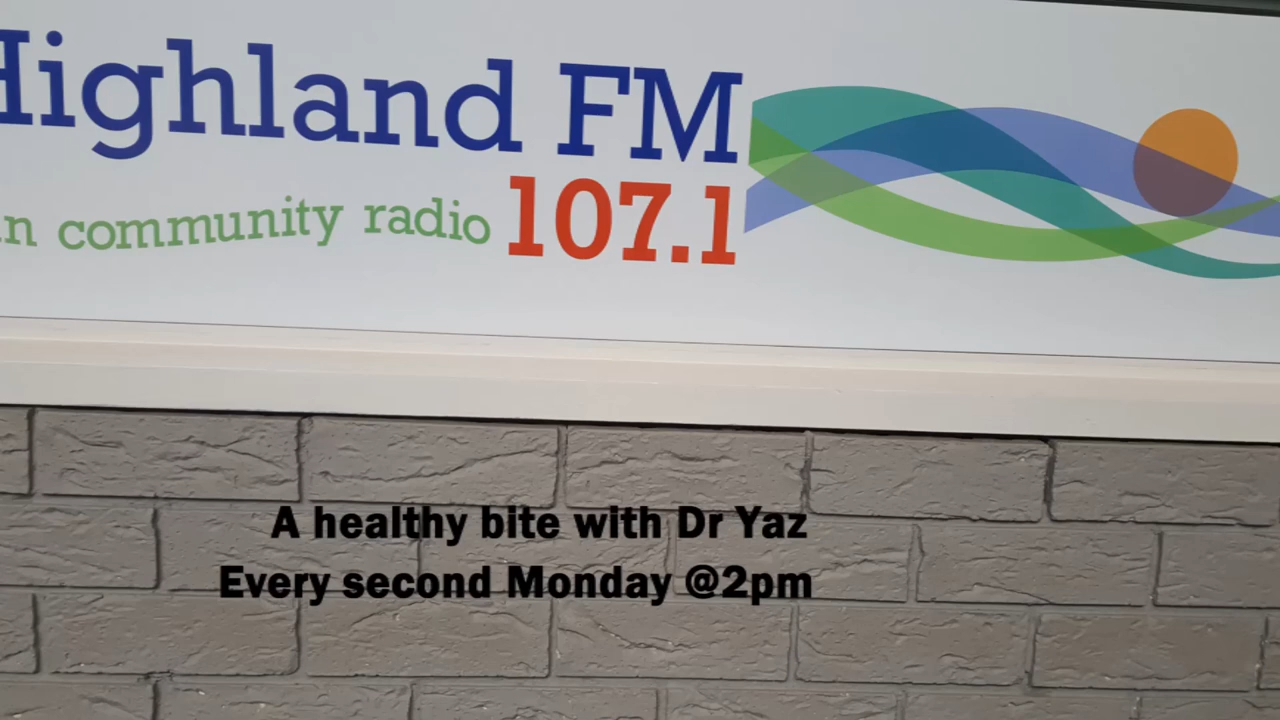 Highland FM
community radio 107.1
A healthy bite with Dr Yaz
Every second Monday @2pm